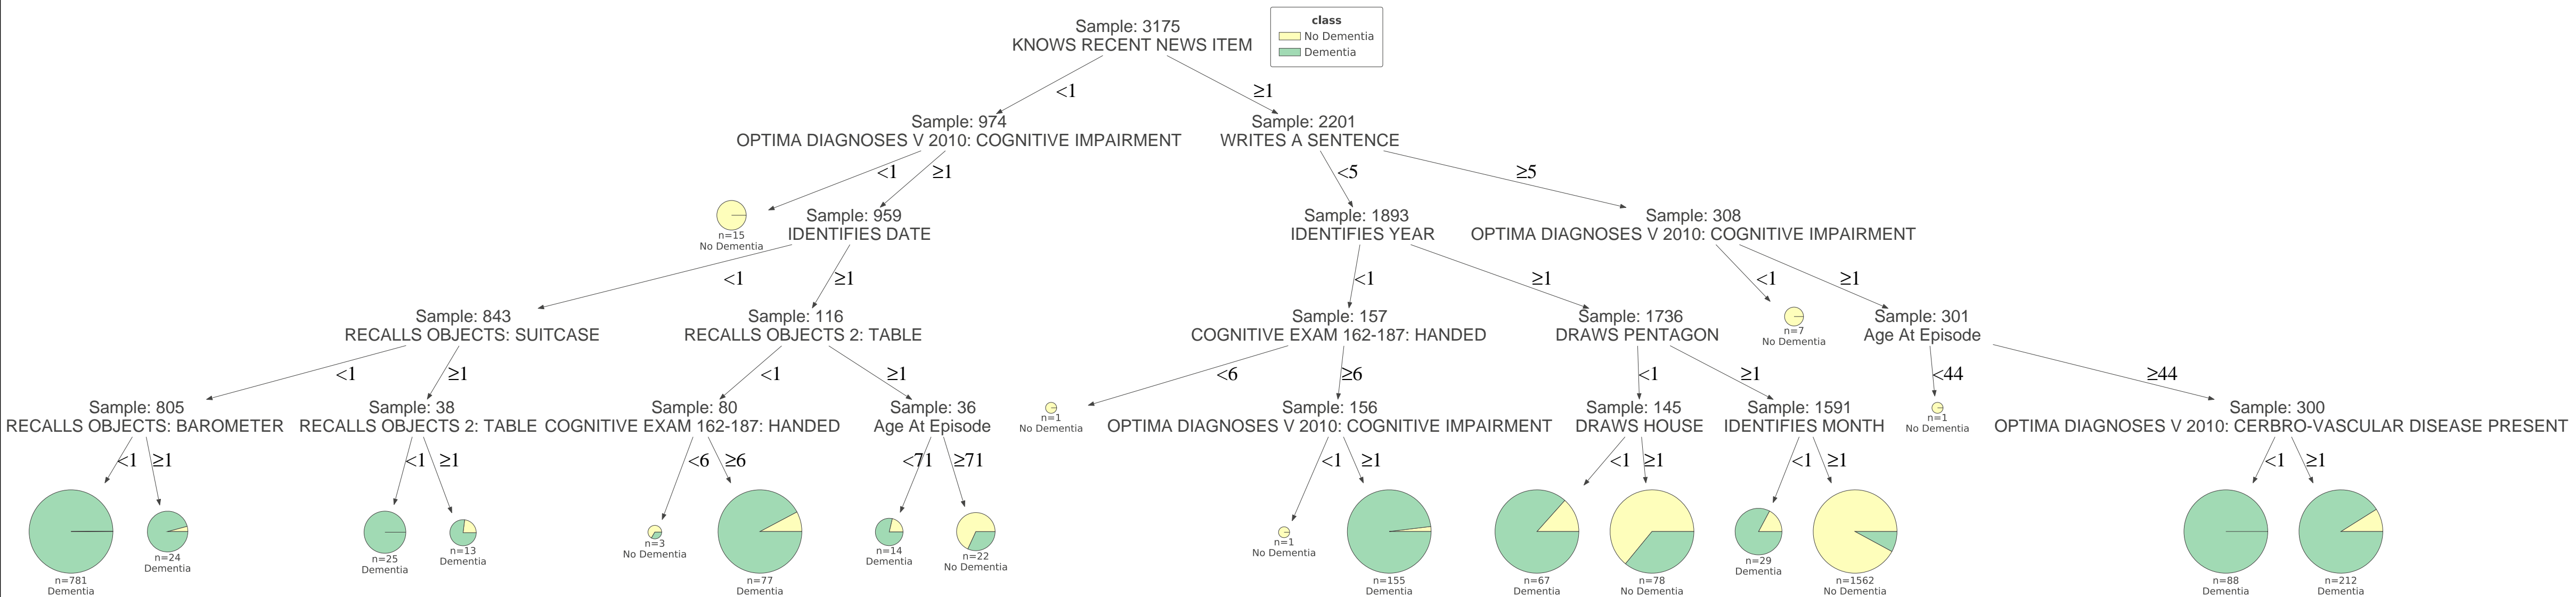 Sample: 3175
KNOWS RECENT NEWS ITEM
class
No Dementia
Dementia
<1
≥1
Sample: 974
OPTIMA DIAGNOSES V 2010: COGNITIVE IMPAIRMENT
Sample: 2201
WRITES A SENTENCE
<1
≥1
<5
≥5
n=15
No Dementia
Sample: 959
IDENTIFIES DATE
Sample: 1893
IDENTIFIES YEAR
Sample: 308
OPTIMA DIAGNOSES V 2010: COGNITIVE IMPAIRMENT
<1
≥1
<1
≥1
<1
≥1
Sample: 843
RECALLS OBJECTS: SUITCASE
Sample: 116
RECALLS OBJECTS 2: TABLE
Sample: 157
COGNITIVE EXAM 162-187: HANDED
Sample: 1736
DRAWS PENTAGON
n=7
No Dementia
Sample: 301
Age At Episode
<1
≥1
<1
≥1
<6
≥6
<1
≥1
<44
≥44
Sample: 805
RECALLS OBJECTS: BAROMETER
Sample: 38
RECALLS OBJECTS 2: TABLE
Sample: 80
COGNITIVE EXAM 162-187: HANDED
Sample: 36
Age At Episode
n=1
No Dementia
Sample: 156
OPTIMA DIAGNOSES V 2010: COGNITIVE IMPAIRMENT
Sample: 145
DRAWS HOUSE
Sample: 1591
IDENTIFIES MONTH
n=1
No Dementia
Sample: 300
OPTIMA DIAGNOSES V 2010: CERBRO-VASCULAR DISEASE PRESENT
<1
≥1
<1
≥1
<6
≥6
<71
≥71
<1
≥1
<1
≥1
<1
≥1
<1
≥1
n=781
Dementia
n=24
Dementia
n=25
Dementia
n=13
Dementia
n=3
No Dementia
n=77
Dementia
n=14
Dementia
n=22
No Dementia
n=1
No Dementia
n=155
Dementia
n=67
Dementia
n=78
No Dementia
n=29
Dementia
n=1562
No Dementia
n=88
Dementia
n=212
Dementia